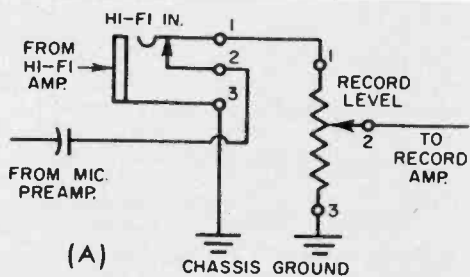 HI-FI IN.
1
FROM
HI-FI
AMP.
2
1
RECORD
LEVEL
3
2
TO
RECORD
AMP.
FROM MIC.
PREAMP.
3
(A)
CHASSIS GROUND